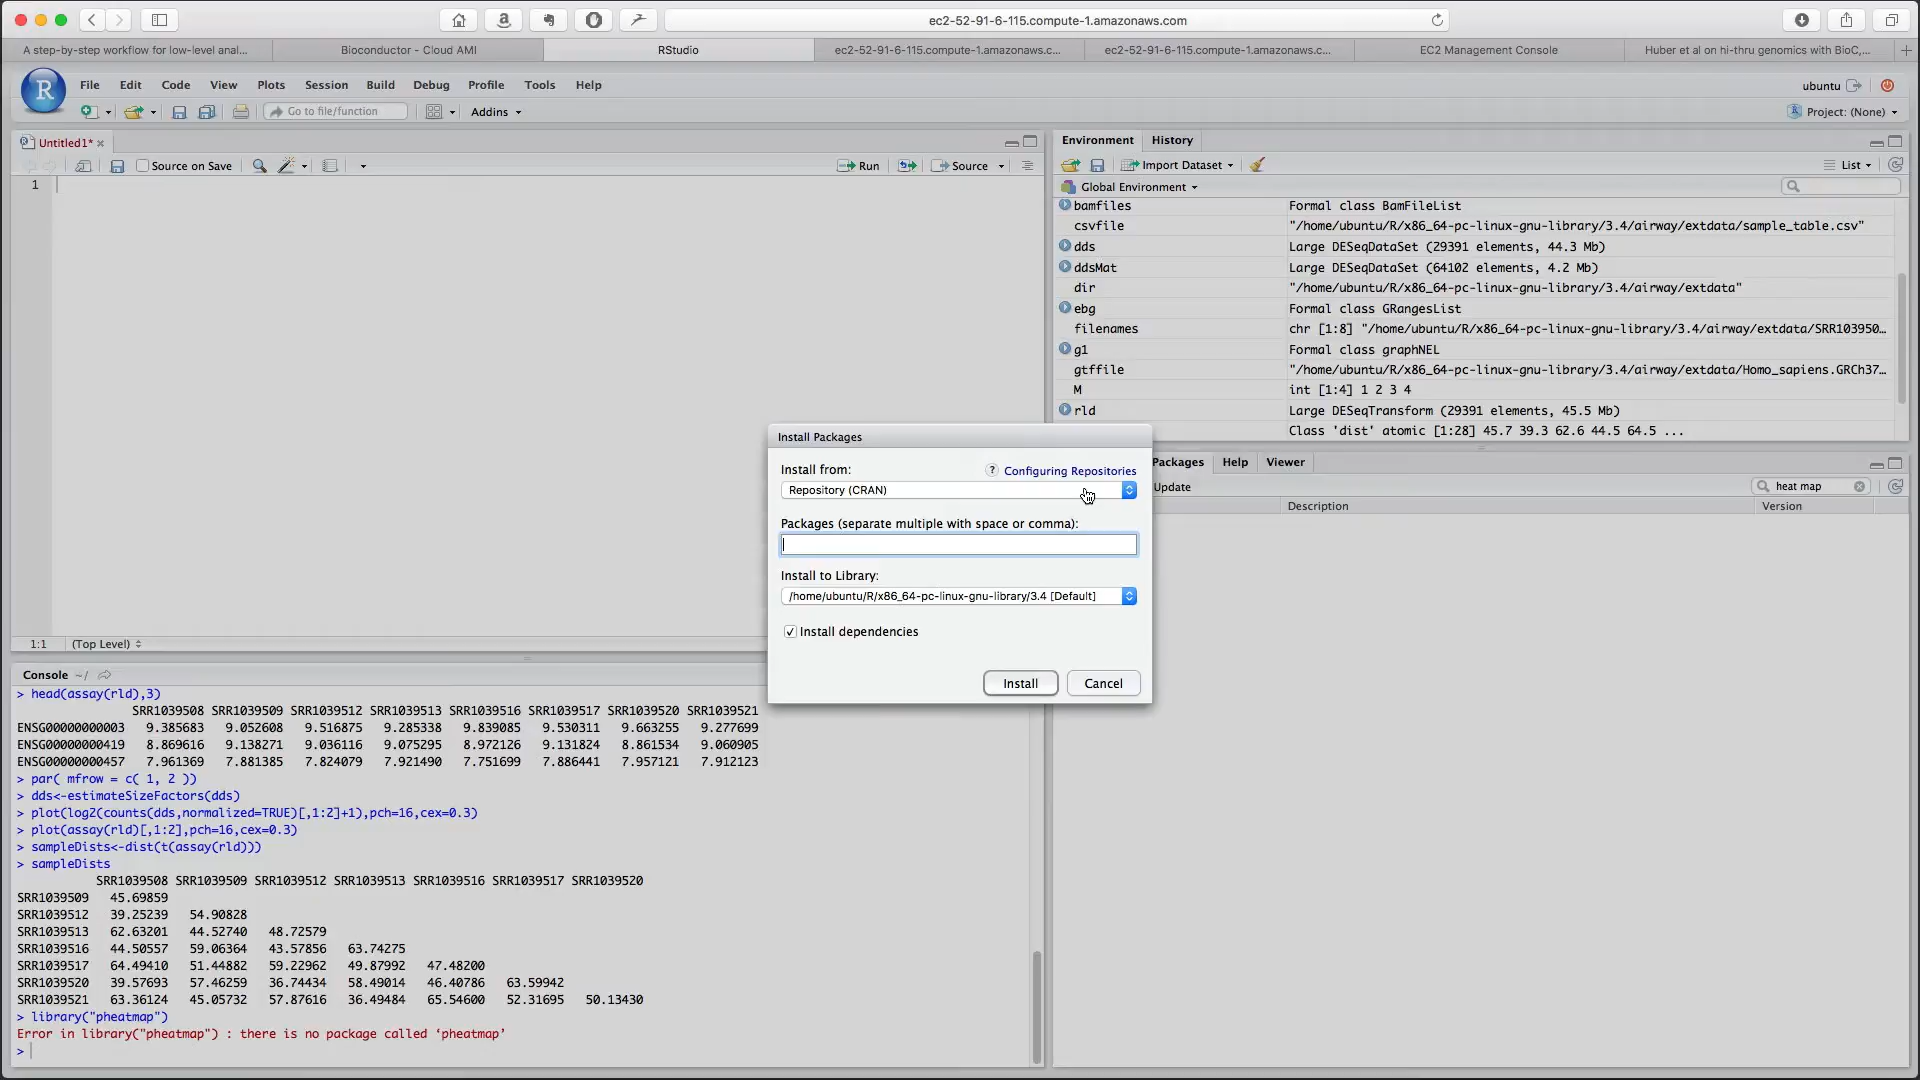 ec2-52-91-6-115.compute-1.amazonaws.com
A step-by-step workflow for low-level anal...
Bioconductor - Cloud AMI
RStudio
ec2-52-91-6-115.compute-1.amazonaws.c...
ec2-52-91-6-115.compute-1.amazonaws.c...
EC2 Management Console
Huber et al on hi-thru genomics with BioC,...
R
File Edit Code View Plots Session Build Debug Profile Tools Help
ubuntu
Go to file/function
Addins
Project: (None)
Untitled1*
Source on Save
Run
Source
1
1:1 (Top Level)
Environment History
Import Dataset
List
Global Environment
bamfiles Formal class BamFileList
csvfile "/home/ubuntu/R/x86_64-pc-linux-gnu-library/3.4/airway/extdata/sample_table.csv"
dds Large DESeqDataSet (29391 elements, 44.3 Mb)
ddsMat Large DESeqDataSet (64102 elements, 4.2 Mb)
dir "/home/ubuntu/R/x86_64-pc-linux-gnu-library/3.4/airway/extdata"
ebg Formal class GRangesList
filenames chr [1:8] "/home/ubuntu/R/x86_64-pc-linux-gnu-library/3.4/airway/extdata/SRR103950…
g1 Formal class graphNEL
gtffile "/home/ubuntu/R/x86_64-pc-linux-gnu-library/3.4/airway/extdata/Homo_sapiens.GRCh37…
M int [1:4] 1 2 3 4
rld Large DESeqTransform (29391 elements, 45.5 Mb)
Class 'dist' atomic [1:28] 45.7 39.3 62.6 44.5 64.5 ...
Packages Help Viewer
Update
heat map
Description Version
Install Packages
Install from:
? Configuring Repositories
Repository (CRAN)
Packages (separate multiple with space or comma):
Install to Library:
/home/ubuntu/R/x86_64-pc-linux-gnu-library/3.4 [Default]
Install dependencies
Install
Cancel
Console ~/
> head(assay(rld),3)
SRR1039508 SRR1039509 SRR1039512 SRR1039513 SRR1039516 SRR1039517 SRR1039520 SRR1039521
ENSG00000000003 9.385683 9.052608 9.516875 9.285338 9.839085 9.530311 9.663255 9.277699
ENSG00000000419 8.869616 9.138271 9.036116 9.075295 8.972126 9.131824 8.861534 9.060905
ENSG00000000457 7.961369 7.881385 7.824079 7.921490 7.751699 7.886441 7.957121 7.912123
> par( mfrow = c( 1, 2 ))
> dds<-estimateSizeFactors(dds)
> plot(log2(counts(dds,normalized=TRUE)[,1:2]+1),pch=16,cex=0.3)
> plot(assay(rld)[,1:2],pch=16,cex=0.3)
> sampleDists<-dist(t(assay(rld)))
> sampleDists
SRR1039508 SRR1039509 SRR1039512 SRR1039513 SRR1039516 SRR1039517 SRR1039520
SRR1039509 45.69859
SRR1039512 39.25239 54.90828
SRR1039513 62.63201 44.52740 48.72579
SRR1039516 44.50557 59.06364 43.57856 63.74275
SRR1039517 64.49410 51.44882 59.22962 49.87992 47.48200
SRR1039520 39.57693 57.46259 36.74434 58.49014 46.40786 63.59942
SRR1039521 63.36124 45.05732 57.87616 36.49484 65.54600 52.31695 50.13430
> library("pheatmap")
Error in library("pheatmap") : there is no package called ‘pheatmap’
>